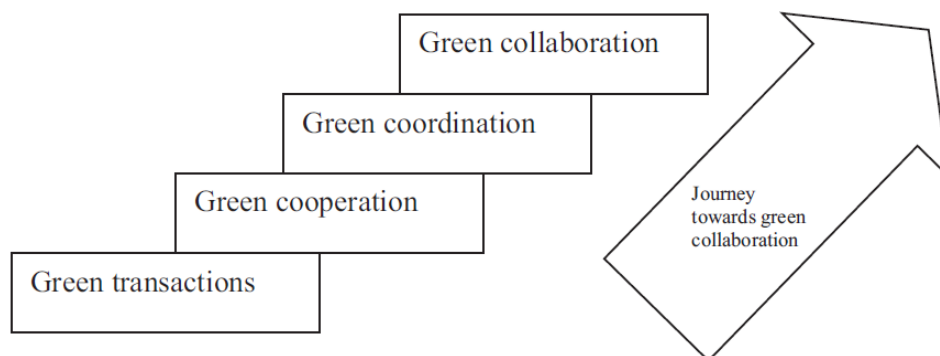 Green collaboration
Green coordination
Green cooperation
Green transactions
Journey
towards green
collaboration